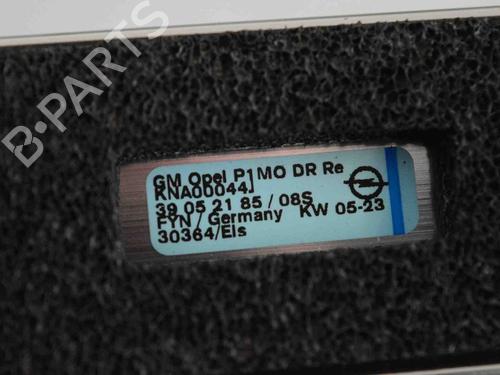 B-PARTS
GM Opel P1MO DR Re
KNA00044J
39 05 21 85 / 08S
FYN / Germany KW 05-23
30364/Els